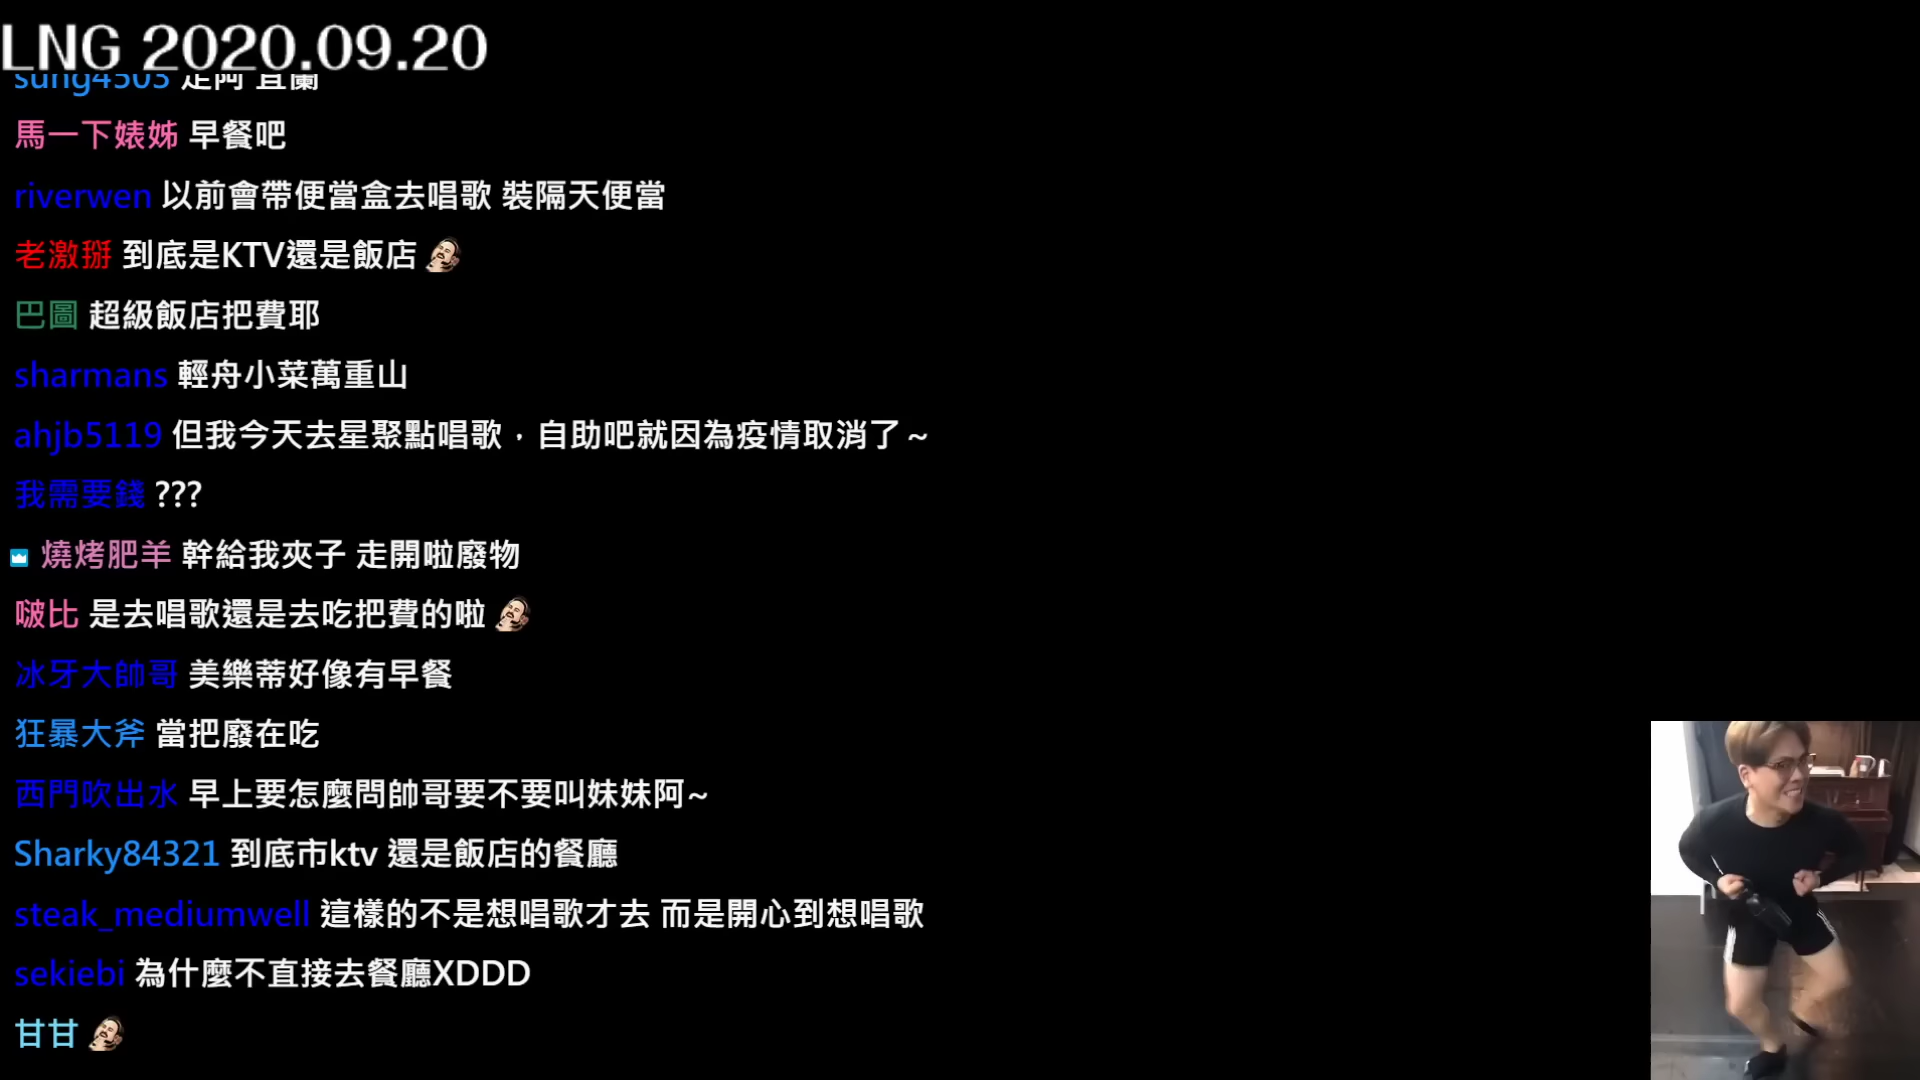 LNG 2020.09.20
sung4503 走阿 宜蘭
馬一下婊姊 早餐吧
riverwen 以前會帶便當盒去唱歌 裝隔天便當
老激掰 到底是KTV還是飯店
巴圖 超級飯店把費耶
sharmans 輕舟小菜萬重山
ahjb5119 但我今天去星聚點唱歌，自助吧就因為疫情取消了～
我需要錢 ???
燒烤肥羊 幹給我夾子 走開啦廢物
啵比 是去唱歌還是去吃把費的啦
冰牙大帥哥 美樂蒂好像有早餐
狂暴大斧 當把廢在吃
西門吹出水 早上要怎麼問帥哥要不要叫妹妹阿~
Sharky84321 到底市ktv 還是飯店的餐廳
steak_mediumwell 這樣的不是想唱歌才去 而是開心到想唱歌
sekiebi 為什麼不直接去餐廳XDDD
甘甘